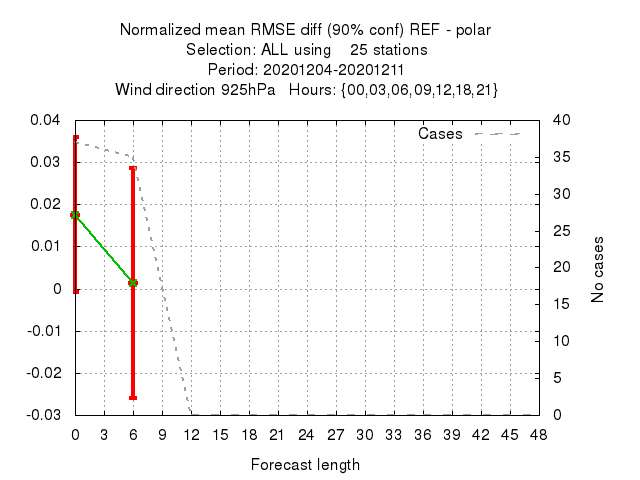 Normalized mean RMSE diff (90% conf) REF - polar
Selection: ALL using    25 stations
Period: 20201204-20201211
Wind direction 925hPa   Hours: {00,03,06,09,12,18,21}
Cases
0.04
0.03
0.02
0.01
0
-0.01
-0.02
-0.03
40
35
30
25
20
15
10
5
0
No cases
0 3 6 9 12 15 18 21 24 27 30 33 36 39 42 45 48
Forecast length